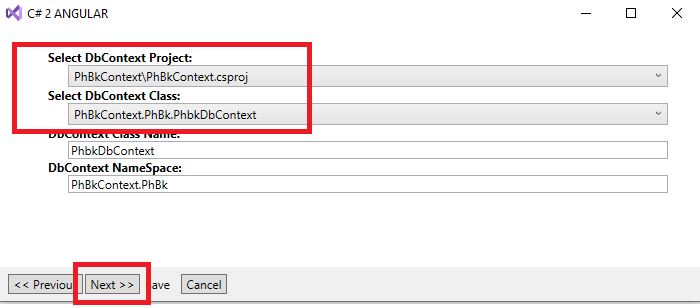 C# 2 ANGULAR
Select DbContext Project:
PhBkContext\PhBkContext.csproj
Select DbContext Class:
PhBkContext.PhBk.PhbkDbContext
DbContext Class Name:
PhbkDbContext
DbContext NameSpace:
PhBkContext.PhBk
<< Previou Next >> ave Cancel